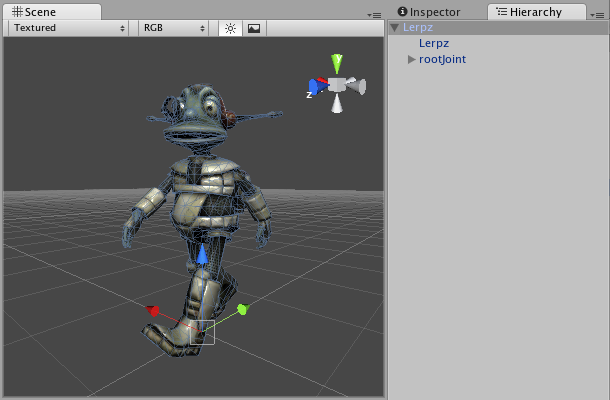 Scene
Inspector
Hierarchy
Textured
RGB
Lerpz
Lerpz
rootJoint
y
z